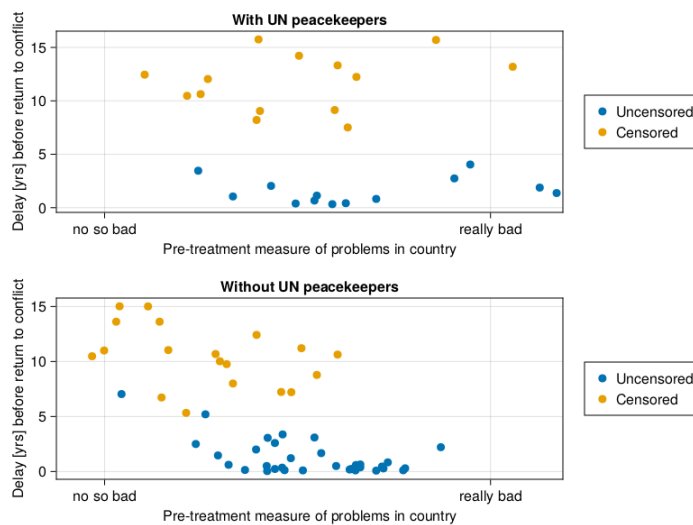 With UN peacekeepers
Delay [yrs] before return to conflict
15
10
5
0
no so bad
really bad
Pre-treatment measure of problems in country
Uncensored
Censored
Without UN peacekeepers
Delay [yrs] before return to conflict
15
10
5
0
no so bad
really bad
Pre-treatment measure of problems in country
Uncensored
Censored